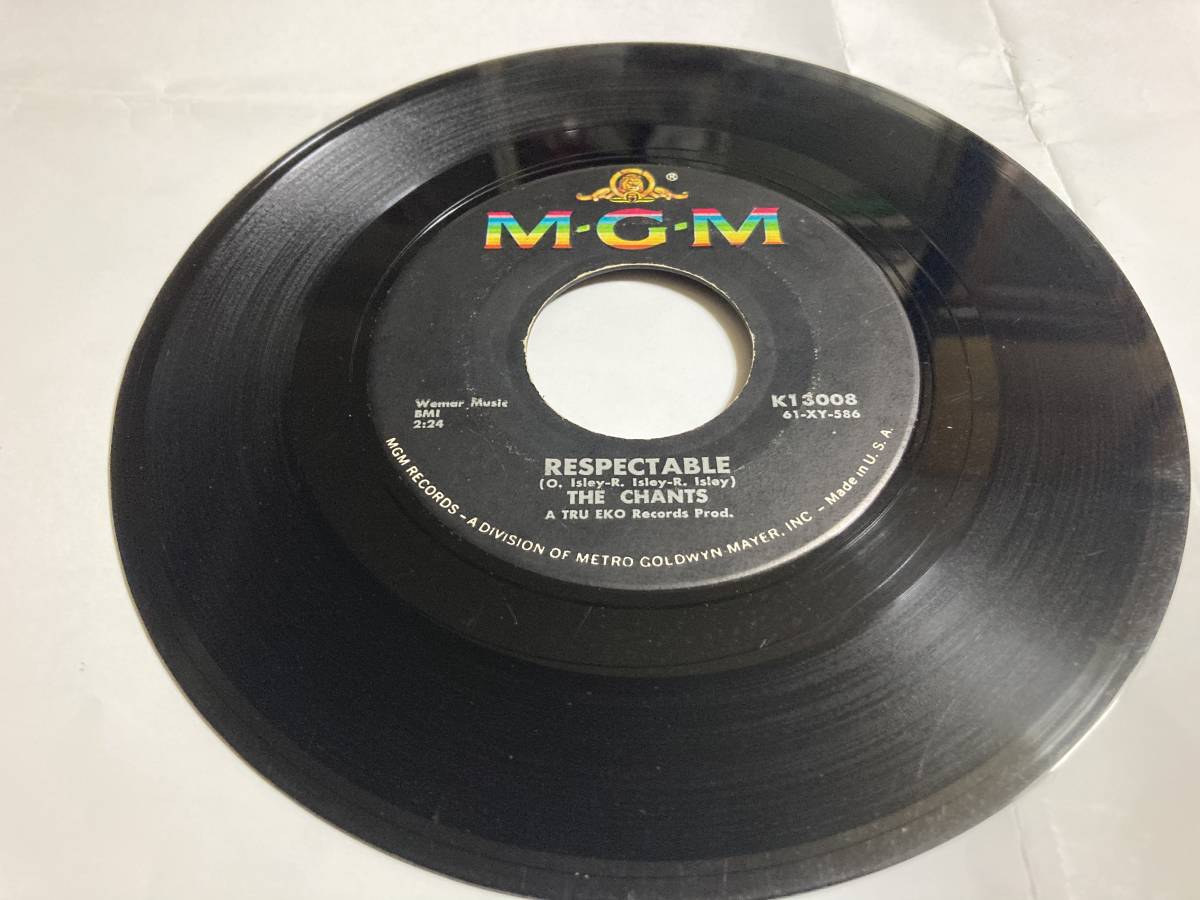 ®
M-G-M
Wemar Music
BMI
2:24
K13008
61-XY-586
RESPECTABLE
(O. Isley-R. Isley-R. Isley)
THE CHANTS
A TRU EKO Records Prod.
MGM RECORDS - A DIVISION OF METRO GOLDWYN-MAYER, INC - Made in U. S. A.